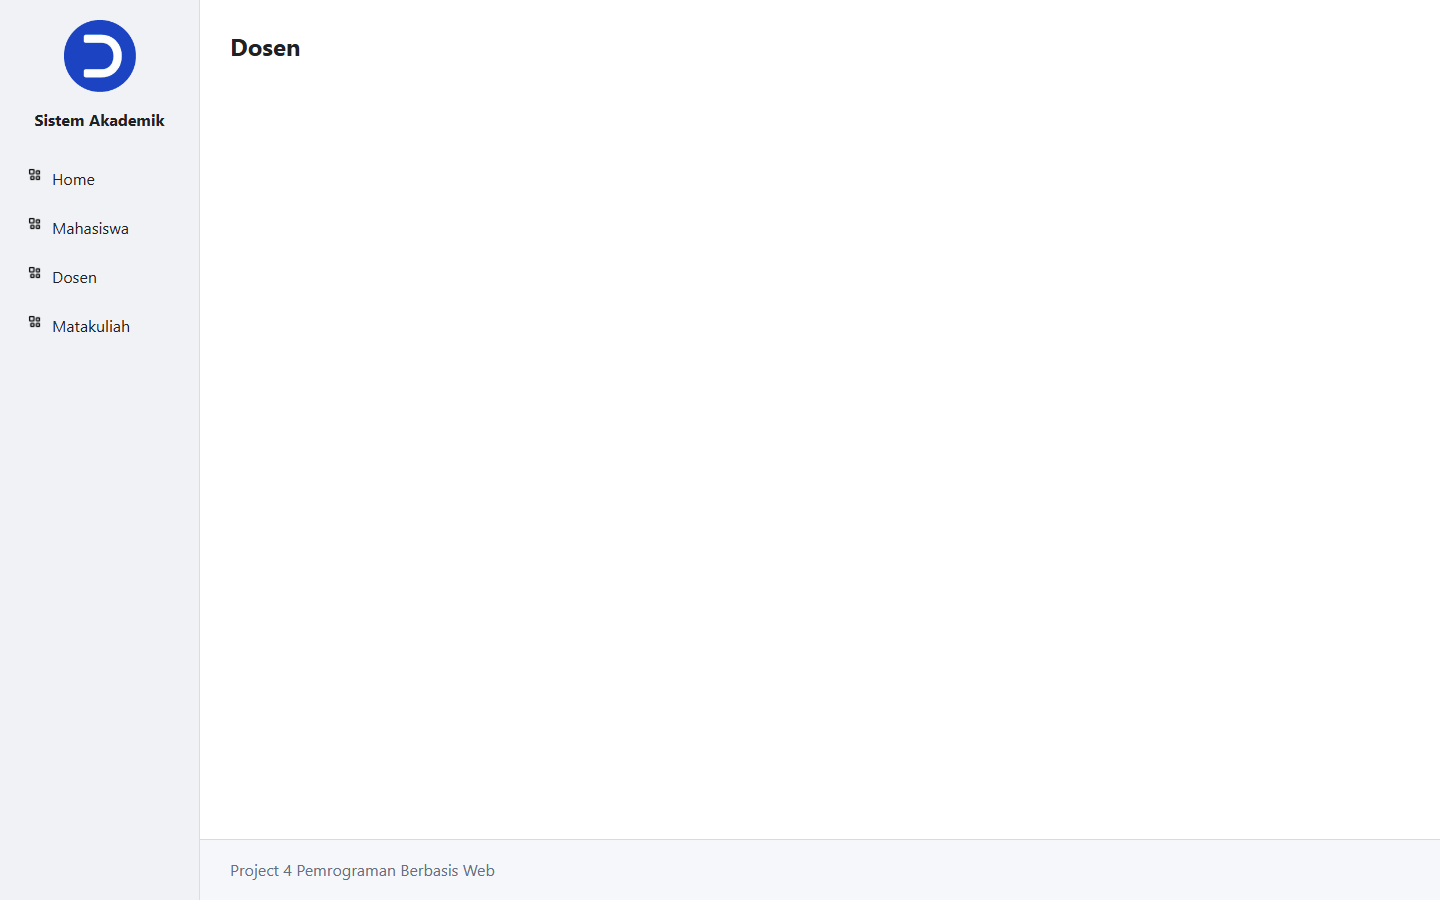 Sistem Akademik
Home
Mahasiswa
Dosen
Matakuliah
Dosen
Project 4 Pemrograman Berbasis Web